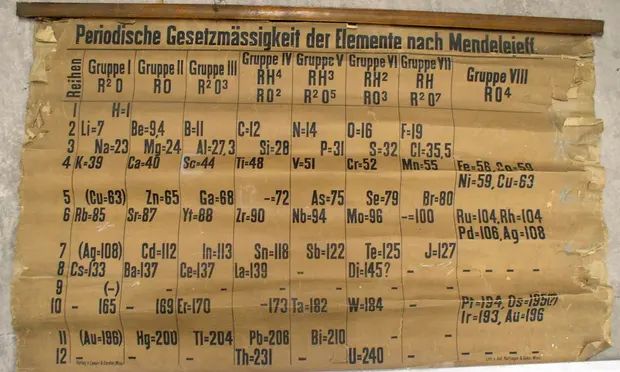 Periodische Gesetzmässigkeit der Elemente nach Mendelejeff.
Reihen Gruppe I Gruppe II Gruppe III Gruppe IV Gruppe V Gruppe VI Gruppe VII Gruppe VIII
RH⁴ RH³ RH² RH
R²O RO R²O³ RO² R²O⁵ RO³ R²O⁷ RO⁴
1 H=1
2 Li=7 Be=9,4 B=11 C=12 N=14 O=16 F=19
3 Na=23 Mg=24 Al=27,3 Si=28 P=31 S=32 Cl=35,5
4 K=39 Ca=40 Sc=44 Ti=48 V=51 Cr=52 Mn=55 Fe=56, Co=59
Ni=59, Cu=63
5 (Cu=63) Zn=65 Ga=68 -=72 As=75 Se=79 Br=80
6 Rb=85 Sr=87 Yt=88 Zr=90 Nb=94 Mo=96 -=100 Ru=104, Rh=104
Pd=106, Ag=108
7 (Ag=108) Cd=112 In=113 Sn=118 Sb=122 Te=125 J=127
8 Cs=133 Ba=137 Ce=137 La=139 - Di=145? - - - - -
9 (-) - - - - - -
10 - 165 - 169 Er=170 -173 Ta=182 W=184 - Pt=194, Os=195(?)
Ir=193, Au=196
11 (Au=196) Hg=200 Tl=204 Pb=206 Bi=210 - -
12 - - - Th=231 - U=240 - - - - -